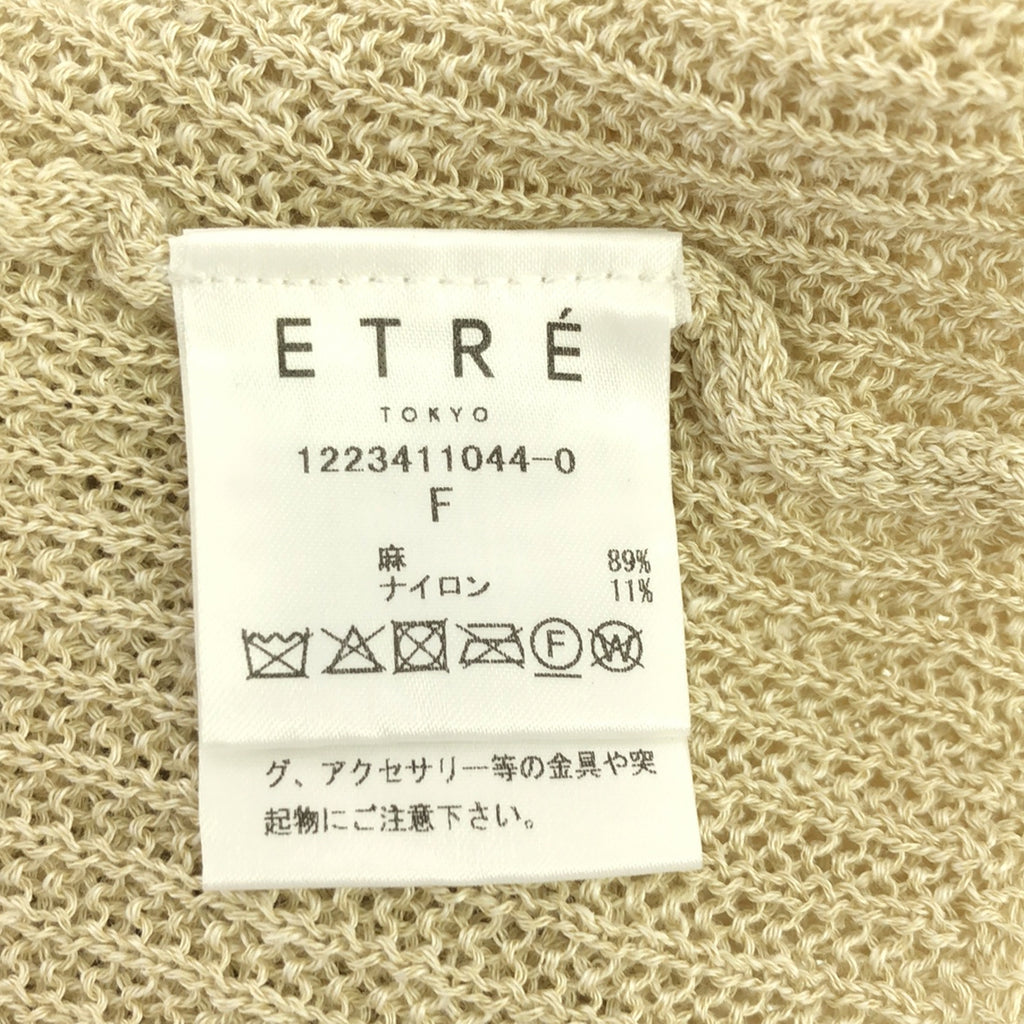 ETRÉ
TOKYO
1223411044-0
F
麻 89%
ナイロン 11%
F W
グ、アクセサリー等の金具や突
起物にご注意下さい。